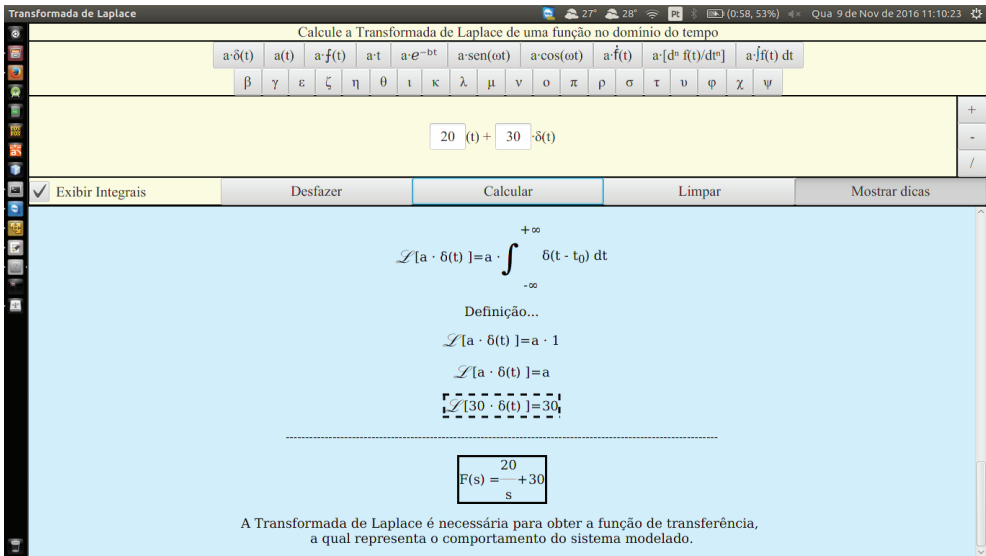 Transformada de Laplace 27° 28° Pt (0:58, 53%) Qua 9 de Nov de 2016 11:10:23
Calcule a Transformada de Laplace de uma função no domínio do tempo
a·δ(t) a(t) a·ƒ(t) a·t a·e⁻ᵇᵗ a·sen(ωt) a·cos(ωt) a·ḟ(t) a·[dⁿ f(t)/dtⁿ] a·∫f(t) dt
β γ ε ζ η θ ι κ λ μ ν ο π ρ σ τ υ φ χ ψ
+
20 (t) + 30 ·δ(t)
-
/
Exibir Integrais Desfazer Calcular Limpar Mostrar dicas
+∞
ℒ[a · δ(t) ]=a · ∫ δ(t - t₀) dt
-∞
Definição...
ℒ[a · δ(t) ]=a · 1
ℒ[a · δ(t) ]=a
ℒ[30 · δ(t) ]=30
20
F(s) = +30
s
A Transformada de Laplace é necessária para obter a função de transferência,
a qual representa o comportamento do sistema modelado.